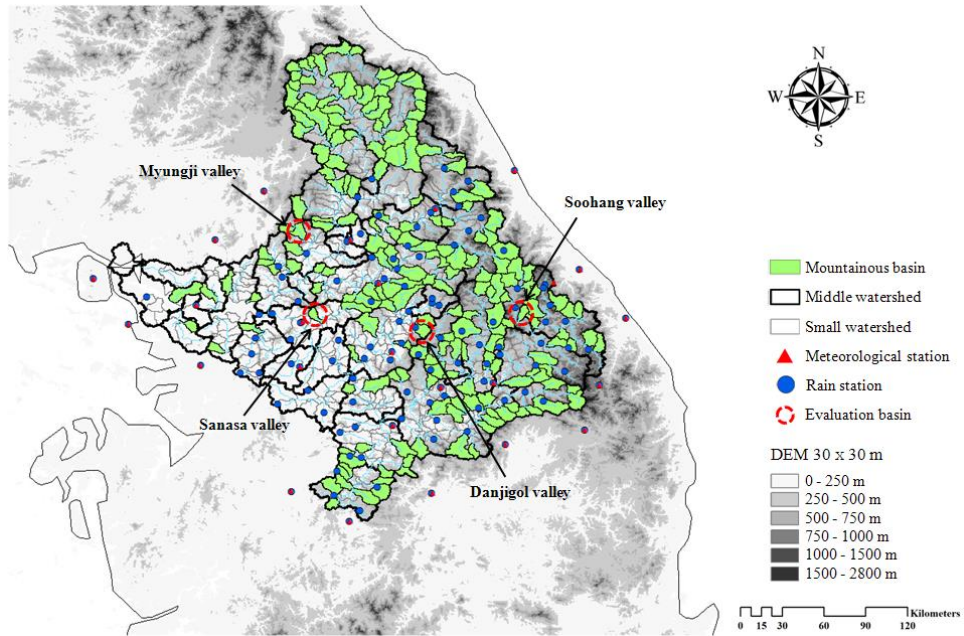 N
W E
S
Myungji valley
Soohang valley
Sanasa valley
Danjigol valley
Mountainous basin
Middle watershed
Small watershed
Meteorological station
Rain station
Evaluation basin
DEM 30 x 30 m
0 - 250 m
250 - 500 m
500 - 750 m
750 - 1000 m
1000 - 1500 m
1500 - 2800 m
Kilometers
0 15 30 60 90 120